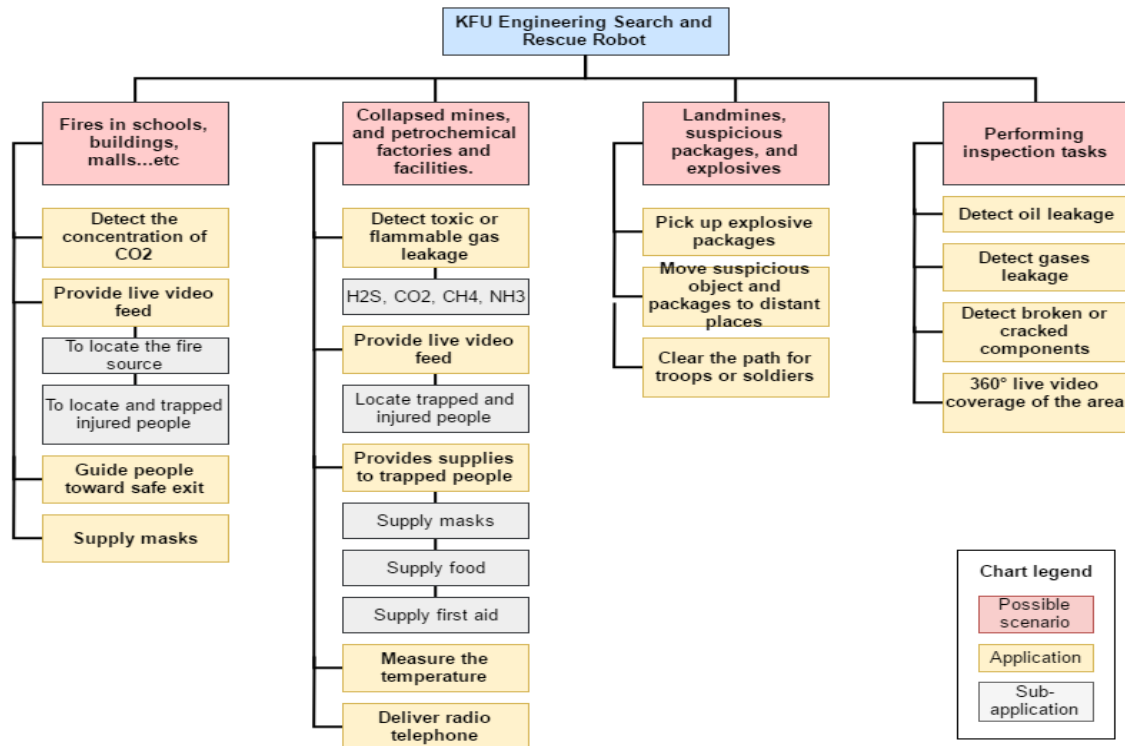 KFU Engineering Search and
Rescue Robot
Fires in schools,
buildings,
malls...etc
Detect the
concentration of
CO2
Provide live video
feed
To locate the fire
source
To locate and trapped
injured people
Guide people
toward safe exit
Supply masks
Collapsed mines,
and petrochemical
factories and
facilities.
Detect toxic or
flammable gas
leakage
H2S, CO2, CH4, NH3
Provide live video
feed
Locate trapped and
injured people
Provides supplies
to trapped people
Supply masks
Supply food
Supply first aid
Measure the
temperature
Deliver radio
telephone
Landmines,
suspicious
packages, and
explosives
Pick up explosive
packages
Move suspicious
object and
packages to distant
places
Clear the path for
troops or soldiers
Performing
inspection tasks
Detect oil leakage
Detect gases
leakage
Detect broken or
cracked
components
360° live video
coverage of the area
Chart legend
Possible
scenario
Application
Sub-
application